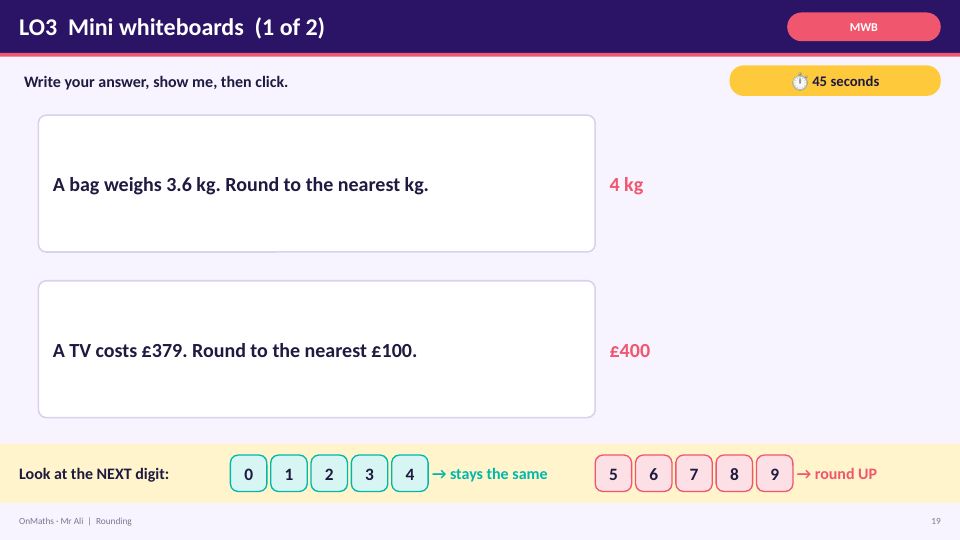 LO3 Mini whiteboards (1 of 2)
MWB
Write your answer, show me, then click.
⏱ 45 seconds
A bag weighs 3.6 kg. Round to the nearest kg.
4 kg
A TV costs £379. Round to the nearest £100.
£400
Look at the NEXT digit: 0 1 2 3 4 → stays the same 5 6 7 8 9 → round UP
OnMaths - Mr Ali | Rounding
19